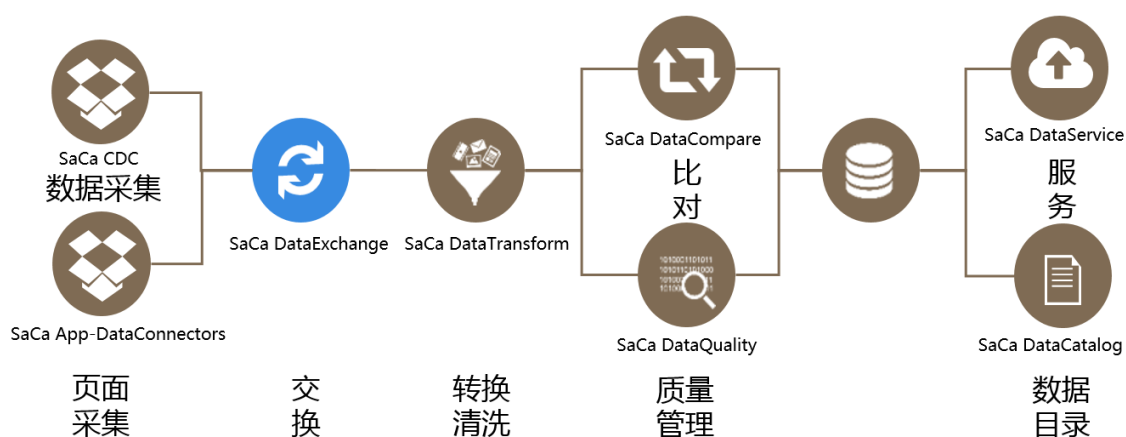 SaCa CDC
数据采集
SaCa App-DataConnectors
页面
采集
SaCa DataExchange
交
换
SaCa DataTransform
转换
清洗
SaCa DataCompare
比
对
1010001101011
1010110101000
SaCa DataQuality
质量
管理
SaCa DataService
服
务
SaCa DataCatalog
数据
目录